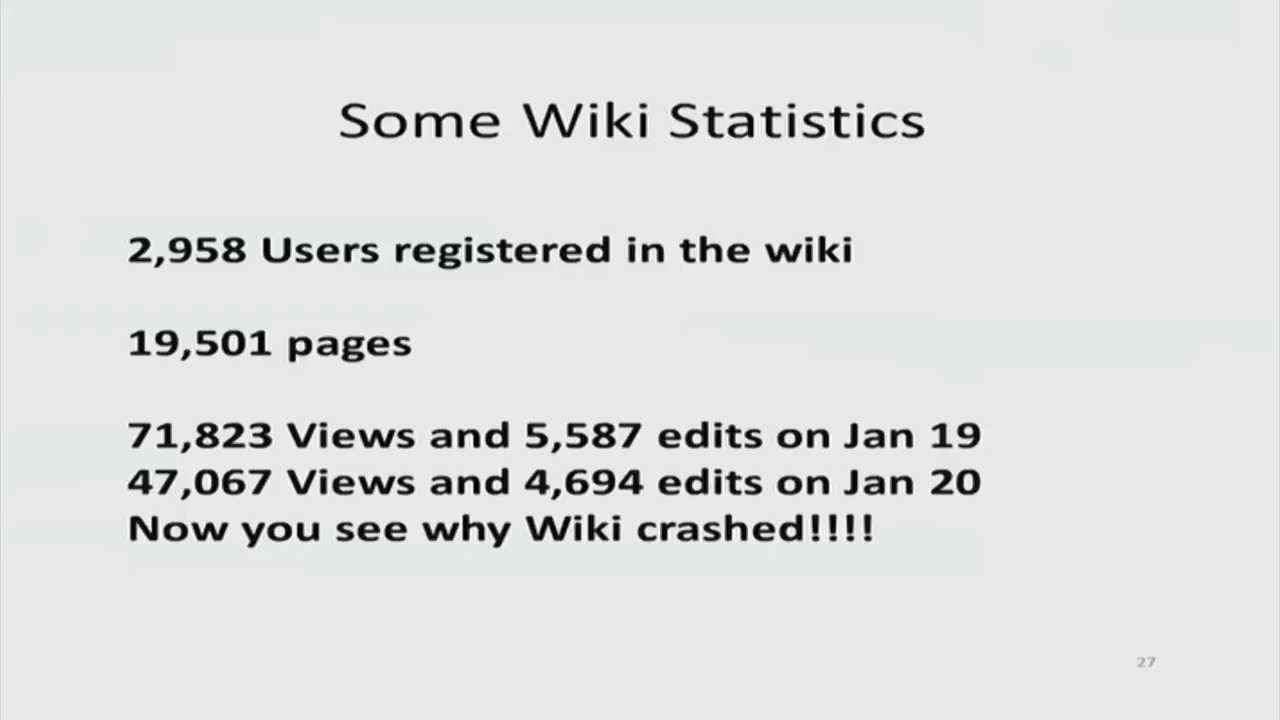 Some Wiki Statistics
2,958 Users registered in the wiki
19,501 pages
71,823 Views and 5,587 edits on Jan 19
47,067 Views and 4,694 edits on Jan 20
Now you see why Wiki crashed!!!!
27